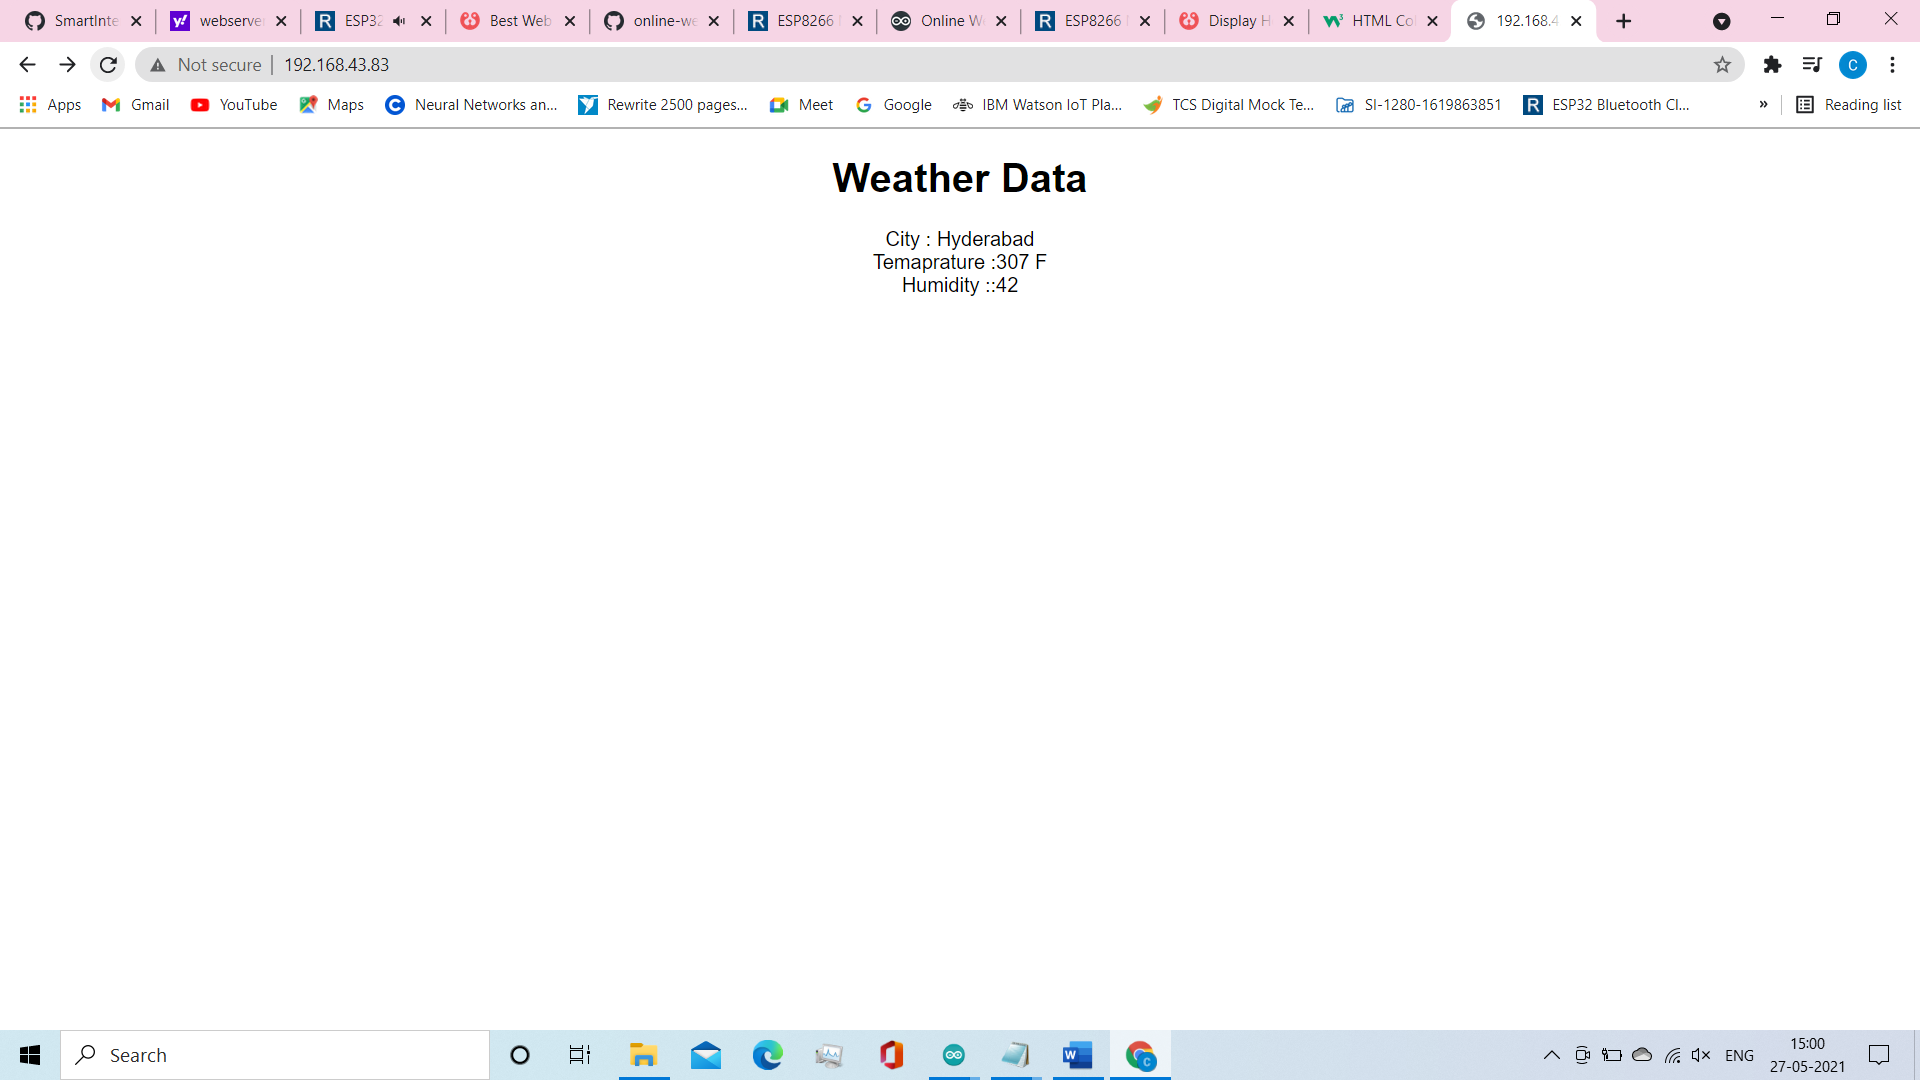 SmartInte
webserve
ESP32
Best Web
online-we
ESP8266
Online We
ESP8266
Display H
HTML Co
192.168.4
Not secure | 192.168.43.83
C
Apps
Gmail
YouTube
Maps
Neural Networks an...
Rewrite 2500 pages...
Meet
Google
IBM Watson IoT Pla...
TCS Digital Mock Te...
SI-1280-1619863851
ESP32 Bluetooth Cl...
»
Reading list
Weather Data
City : Hyderabad
Temaprature :307 F
Humidity ::42
Search
ENG
15:00
27-05-2021